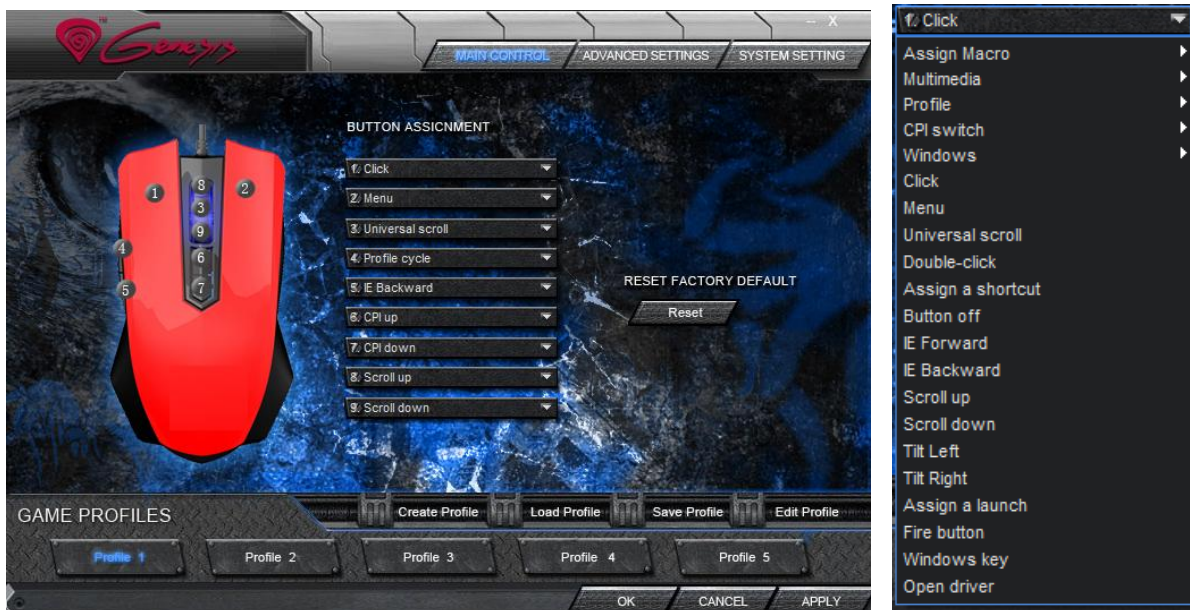 Genesys
™
– X
MAIN CONTROL
ADVANCED SETTINGS
SYSTEM SETTING
BUTTON ASSICNMENT
1. Click
2. Menu
3. Universal scroll
4. Profile cycle
5. IE Backward
6. CPI up
7. CPI down
8. Scroll up
9. Scroll down
1
2
8
3
9
4
6
5
7
RESET FACTORY DEFAULT
Reset
GAME PROFILES
Create Profile
Load Profile
Save Profile
Edit Profile
Profile 1
Profile 2
Profile 3
Profile 4
Profile 5
OK
CANCEL
APPLY
1. Click
Assign Macro
Multimedia
Profile
CPI switch
Windows
Click
Menu
Universal scroll
Double-click
Assign a shortcut
Button off
IE Forward
IE Backward
Scroll up
Scroll down
Tilt Left
Tilt Right
Assign a launch
Fire button
Windows key
Open driver